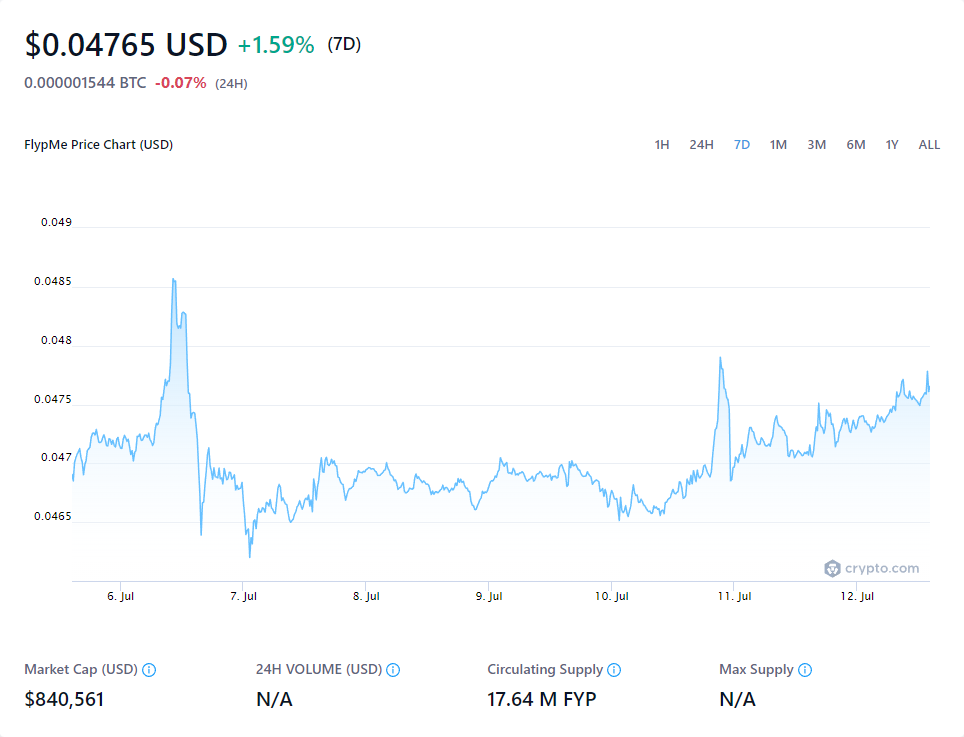 $0.04765 USD +1.59% (7D)
0.000001544 BTC -0.07% (24H)
FlypMe Price Chart (USD) 1H 24H 7D 1M 3M 6M 1Y ALL
0.049
0.0485
0.048
0.0475
0.047
0.0465
crypto.com
6. Jul 7. Jul 8. Jul 9. Jul 10. Jul 11. Jul 12. Jul
Market Cap (USD) 24H VOLUME (USD) Circulating Supply Max Supply
$840,561 N/A 17.64 M FYP N/A